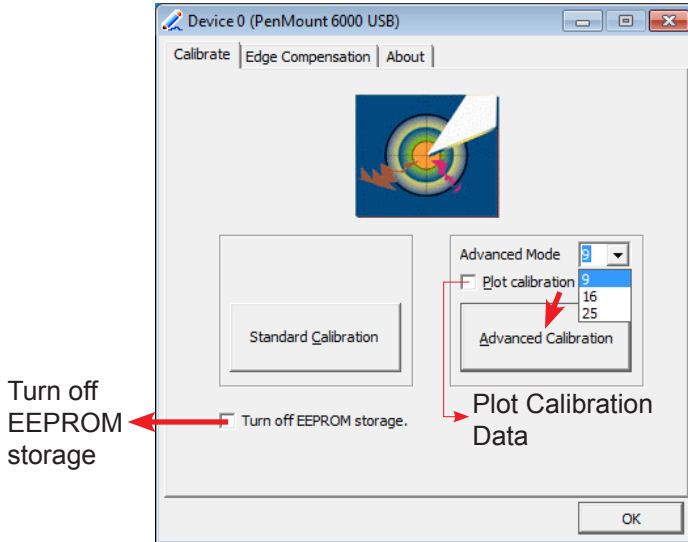 Device 0 (PenMount 6000 USB)
Calibrate
Edge Compensation
About
Advanced Mode
9
Plot calibration
9
16
25
Standard Calibration
Advanced Calibration
Turn off
EEPROM
storage
Turn off EEPROM storage.
Plot Calibration
Data
OK